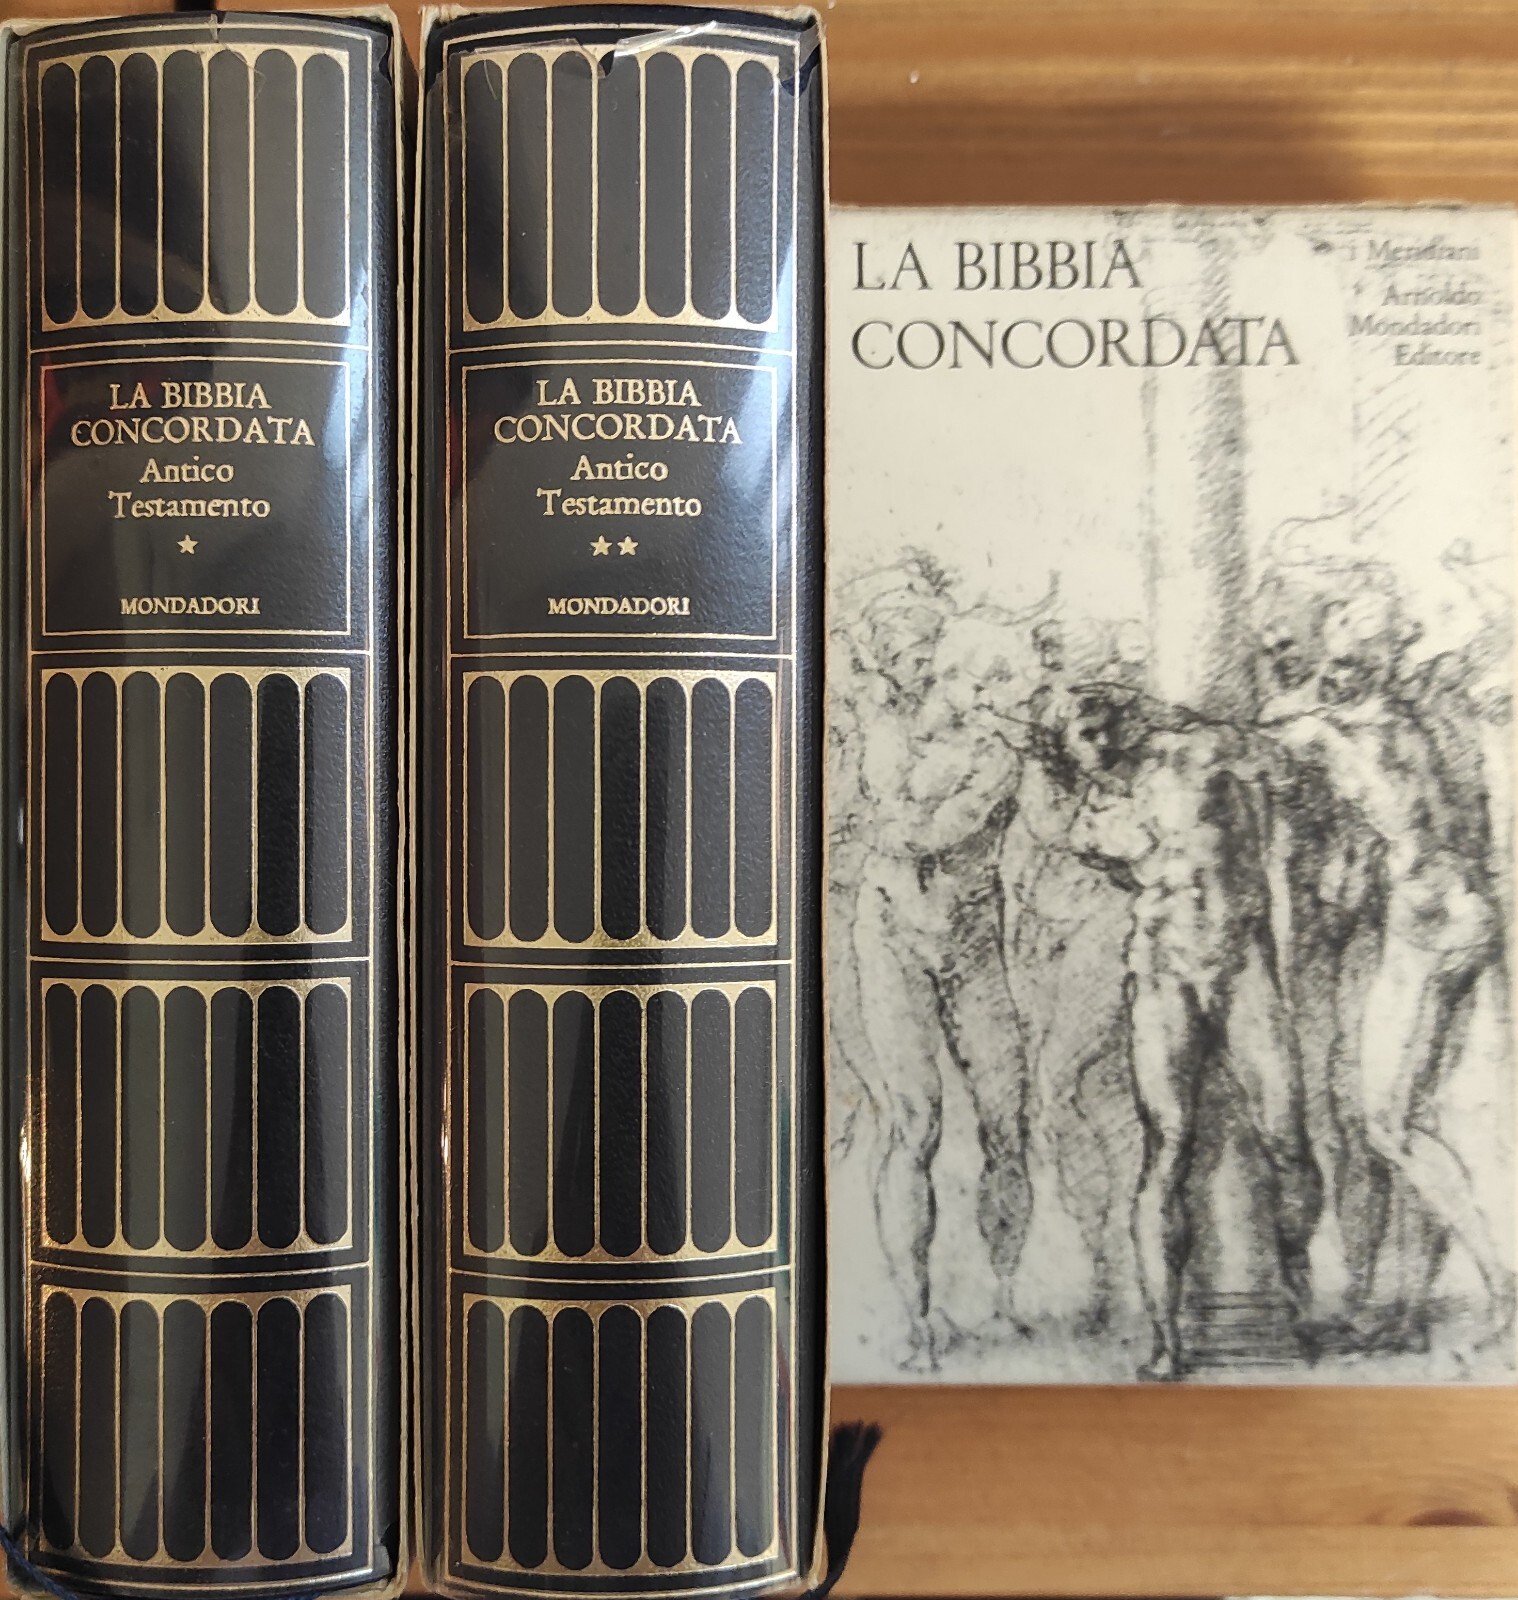 LA BIBBIA
CONCORDATA
Antico
Testamento
★
MONDADORI
LA BIBBIA
CONCORDATA
Antico
Testamento
★★
MONDADORI
LA BIBBIA
CONCORDATA
i Meridiani
Arnoldo
Mondadori
Editore